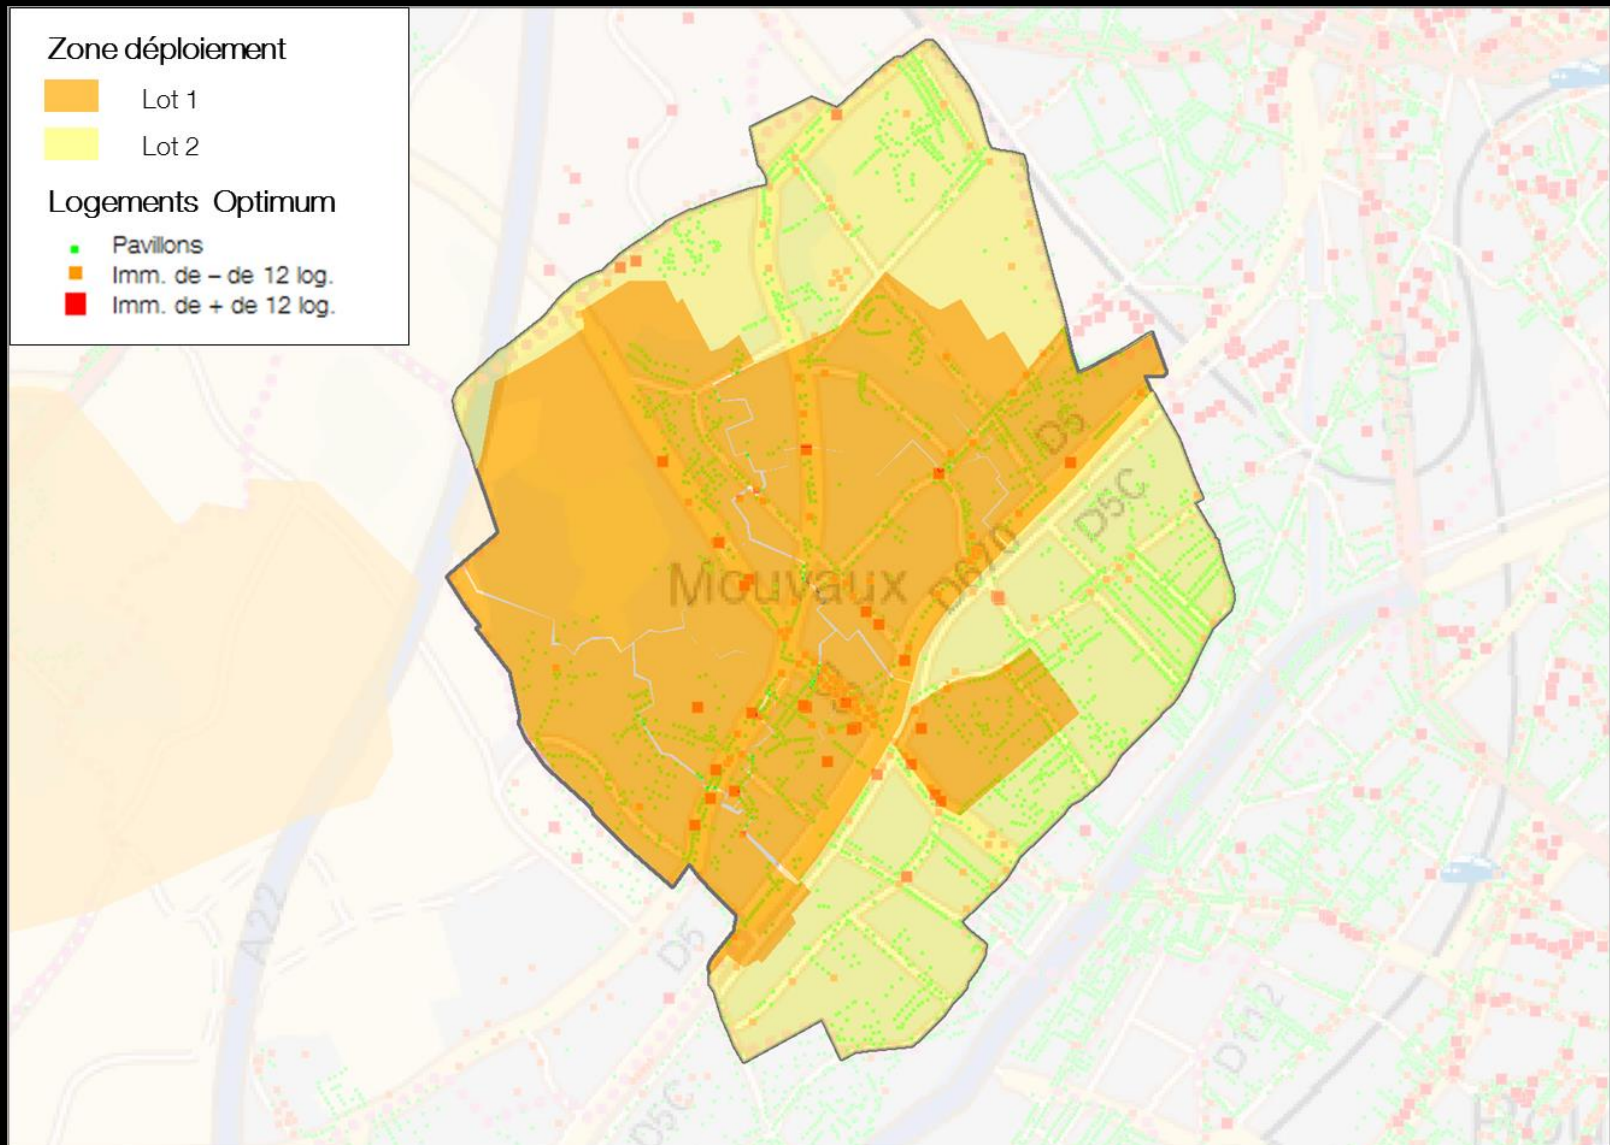 Zone déploiement
Lot 1
Lot 2
Logements Optimum
Pavillons
Imm. de – de 12 log.
Imm. de + de 12 log.
D5
D5C
D670
Mouvaux
A22
D5
D112
D5C